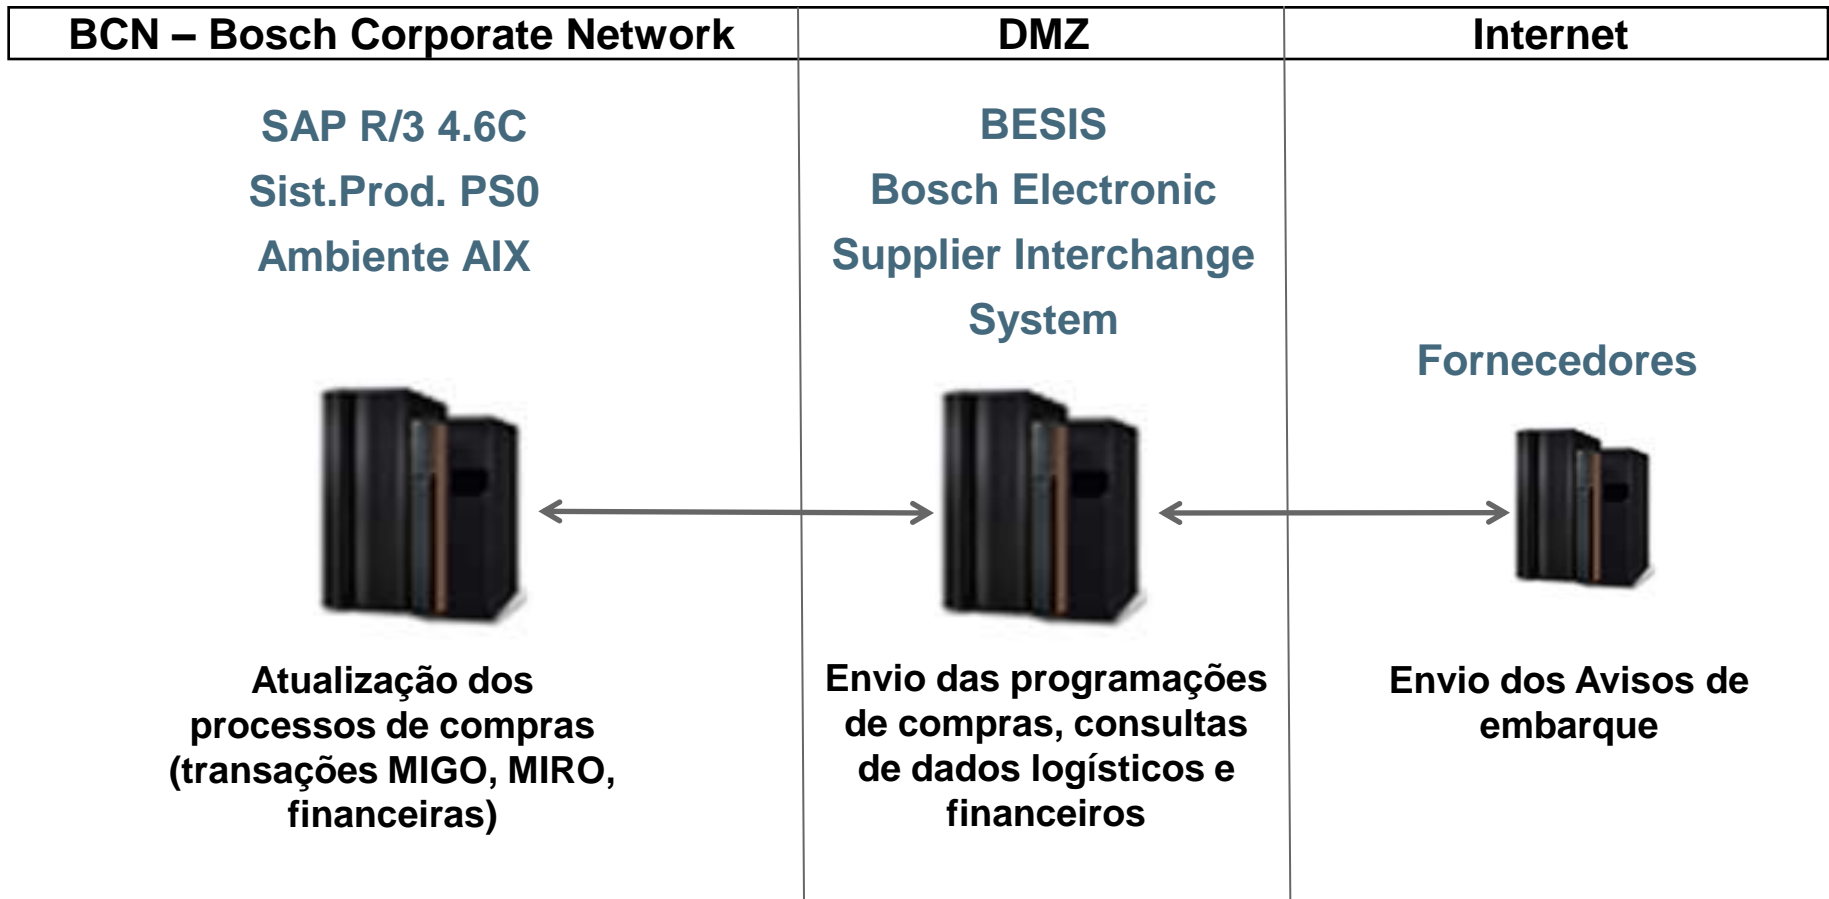 BCN – Bosch Corporate Network
DMZ
Internet
SAP R/3 4.6C
Sist.Prod. PS0
Ambiente AIX
BESIS
Bosch Electronic
Supplier Interchange
System
Fornecedores
Atualização dos
processos de compras
(transações MIGO, MIRO,
financeiras)
Envio das programações
de compras, consultas
de dados logísticos e
financeiros
Envio dos Avisos de
embarque